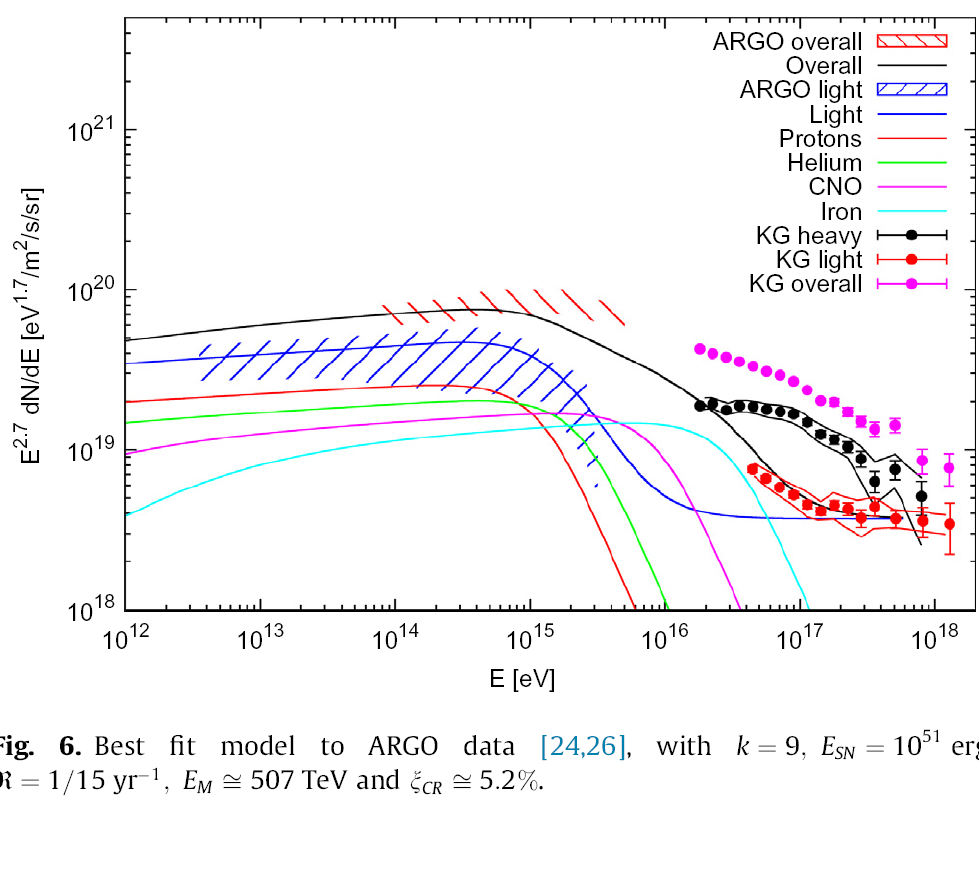 ARGO overall
Overall
ARGO light
Light
Protons
Helium
CNO
Iron
KG heavy
KG light
KG overall
E^2.7 dN/dE [eV^1.7/m^2/s/sr]
10^21
10^20
10^19
10^18
10^12 10^13 10^14 10^15 10^16 10^17 10^18
E [eV]
Fig. 6. Best fit model to ARGO data [24,26], with k = 9, E_SN = 10^51 erg
ℜ = 1/15 yr^−1, E_M ≅ 507 TeV and ξ_CR ≅ 5.2%.